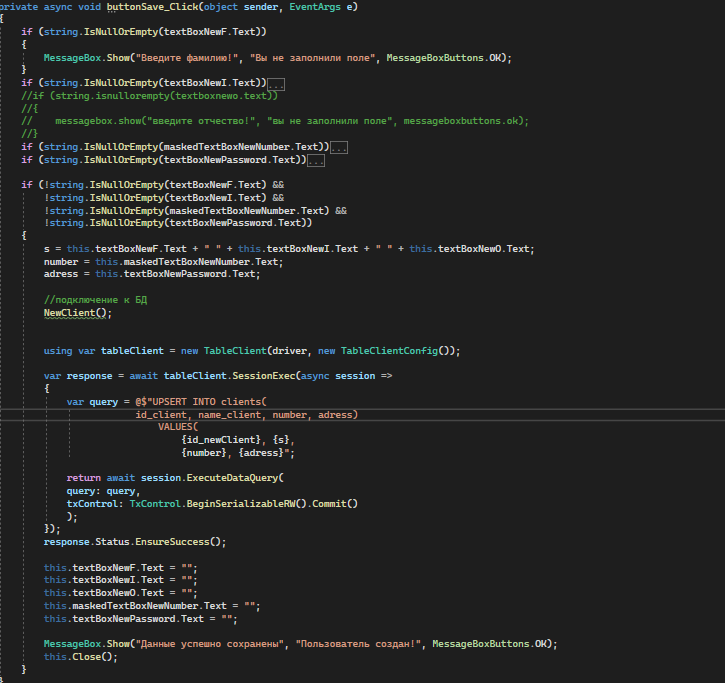 private async void buttonSave_Click(object sender, EventArgs e)
{
if (string.IsNullOrEmpty(textBoxNewF.Text))
{
MessageBox.Show("Введите фамилию!", "Вы не заполнили поле", MessageBoxButtons.OK);
}
if (string.IsNullOrEmpty(textBoxNewI.Text))...
//if (string.isnullorempty(textboxnewo.text))
//{
//    messagebox.show("введите отчество!", "вы не заполнили поле", messageboxbuttons.ok);
//}
if (string.IsNullOrEmpty(maskedTextBoxNewNumber.Text))...
if (string.IsNullOrEmpty(textBoxNewPassword.Text))...
if (!string.IsNullOrEmpty(textBoxNewF.Text) &&
!string.IsNullOrEmpty(textBoxNewI.Text) &&
!string.IsNullOrEmpty(maskedTextBoxNewNumber.Text) &&
!string.IsNullOrEmpty(textBoxNewPassword.Text))
{
s = this.textBoxNewF.Text + " " + this.textBoxNewI.Text + " " + this.textBoxNewO.Text;
number = this.maskedTextBoxNewNumber.Text;
adress = this.textBoxNewPassword.Text;
//подключение к БД
NewClient();
using var tableClient = new TableClient(driver, new TableClientConfig());
var response = await tableClient.SessionExec(async session =>
{
var query = @$"UPSERT INTO clients(
id_client, name_client, number, adress)
VALUES(
{id_newClient}, {s},
{number}, {adress}";
return await session.ExecuteDataQuery(
query: query,
txControl: TxControl.BeginSerializableRW().Commit()
);
});
response.Status.EnsureSuccess();
this.textBoxNewF.Text = "";
this.textBoxNewI.Text = "";
this.textBoxNewO.Text = "";
this.maskedTextBoxNewNumber.Text = "";
this.textBoxNewPassword.Text = "";
MessageBox.Show("Данные успешно сохранены", "Пользователь создан!", MessageBoxButtons.OK);
this.Close();
}
}